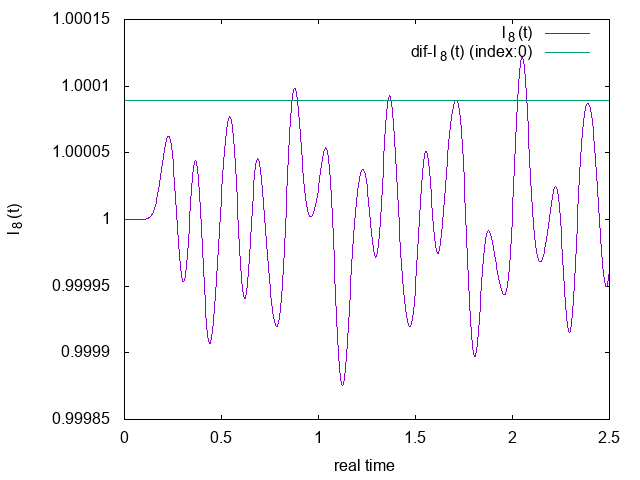 I8(t)
dif-I8(t) (index:0)
1.00015
1.0001
1.00005
1
0.99995
0.9999
0.99985
I8(t)
0 0.5 1 1.5 2 2.5
real time